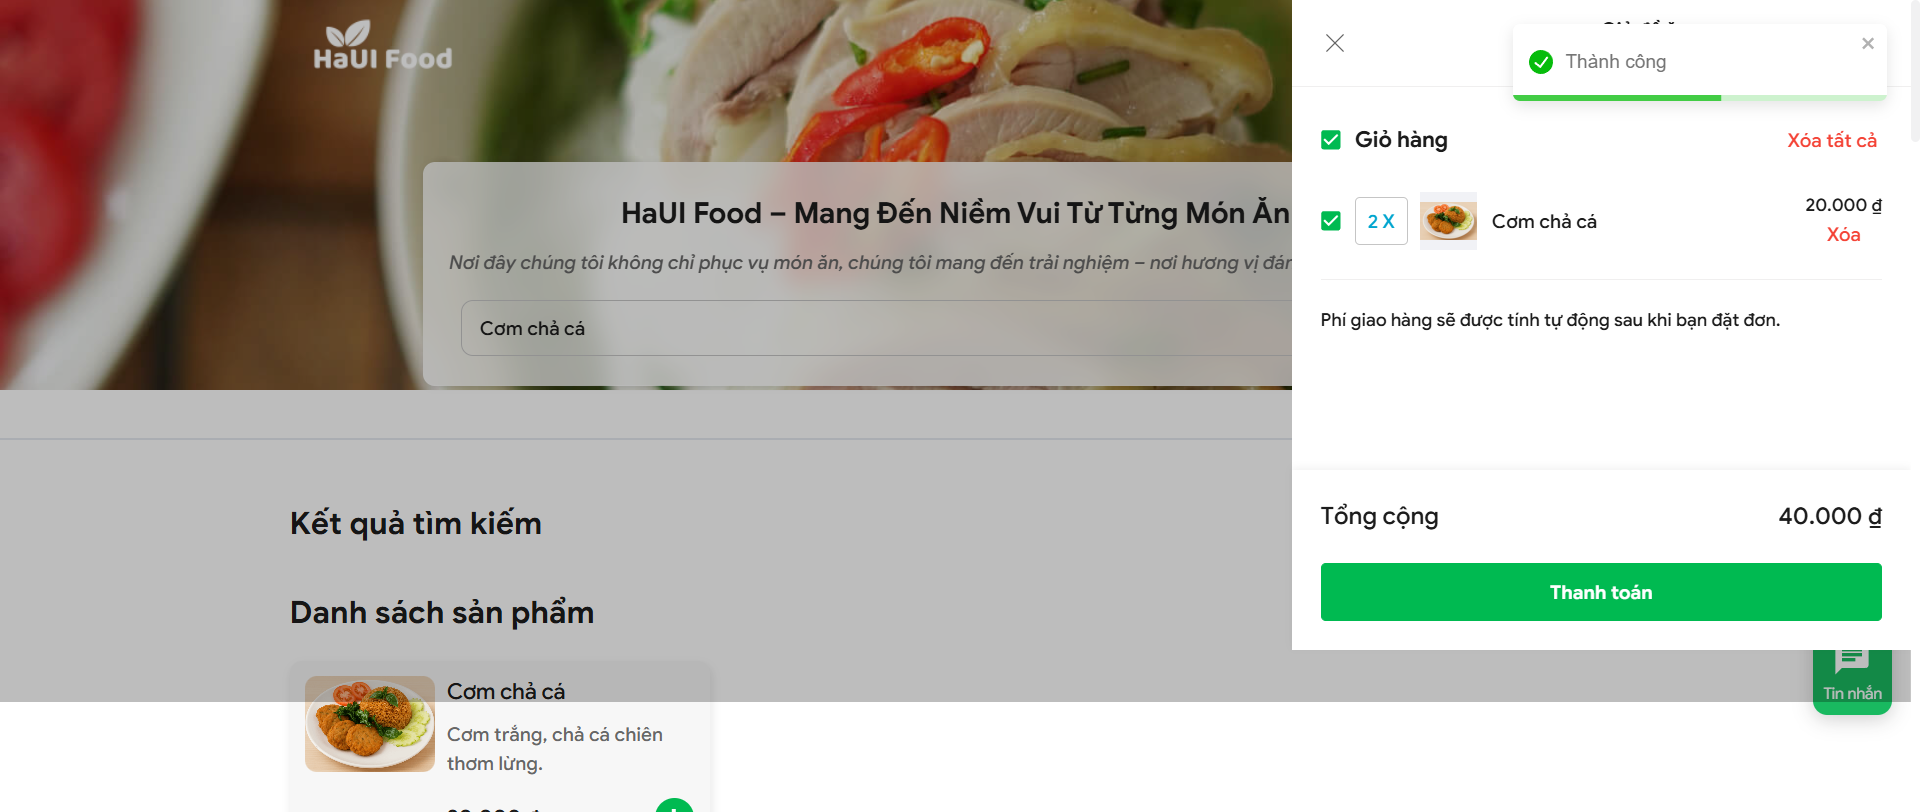 HaUI Food
HaUI Food – Mang Đến Niềm Vui Từ Từng Món Ăn
Nơi đây chúng tôi không chỉ phục vụ món ăn, chúng tôi mang đến trải nghiệm – nơi hương vị
Cơm chả cá
Kết quả tìm kiếm
Danh sách sản phẩm
Cơm chả cá
Cơm trắng, chả cá chiên
thơm lừng.
Thành công
Giỏ hàng
Xóa tất cả
2 X
Cơm chả cá
20.000 ₫
Xóa
Phí giao hàng sẽ được tính tự động sau khi bạn đặt đơn.
Tổng cộng
40.000 ₫
Thanh toán
Tin nhắn